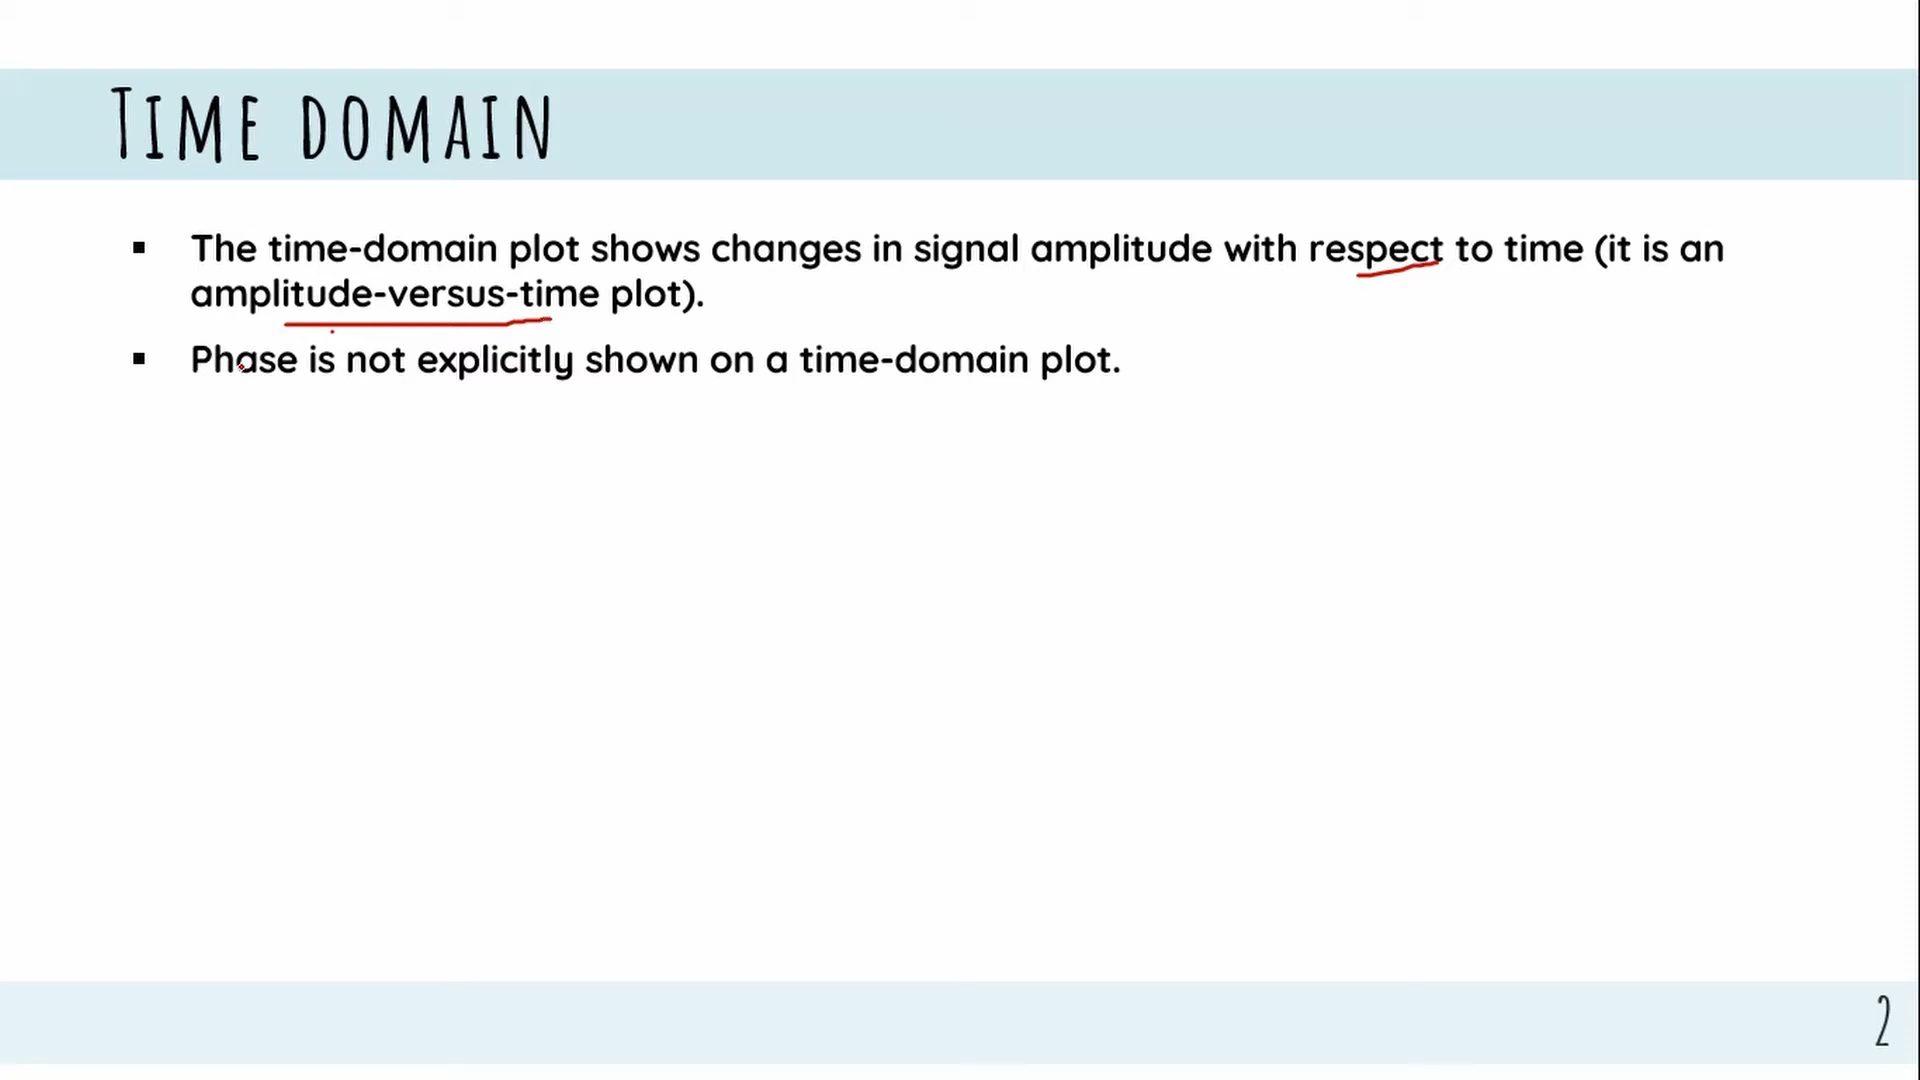 TIME DOMAIN
▪ The time-domain plot shows changes in signal amplitude with respect to time (it is an
amplitude-versus-time plot).
▪ Phase is not explicitly shown on a time-domain plot.
2